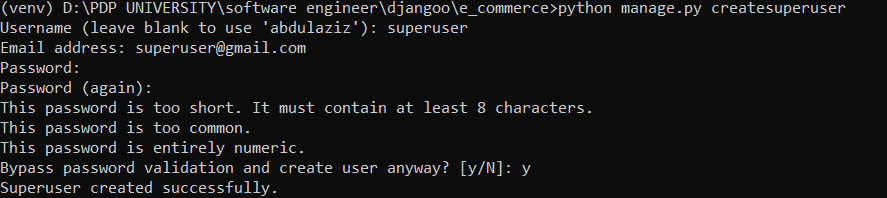 (venv) D:\PDP UNIVERSITY\software engineer\djangoo\e_commerce>python manage.py createsuperuser
Username (leave blank to use 'abdulaziz'): superuser
Email address: superuser@gmail.com
Password:
Password (again):
This password is too short. It must contain at least 8 characters.
This password is too common.
This password is entirely numeric.
Bypass password validation and create user anyway? [y/N]: y
Superuser created successfully.